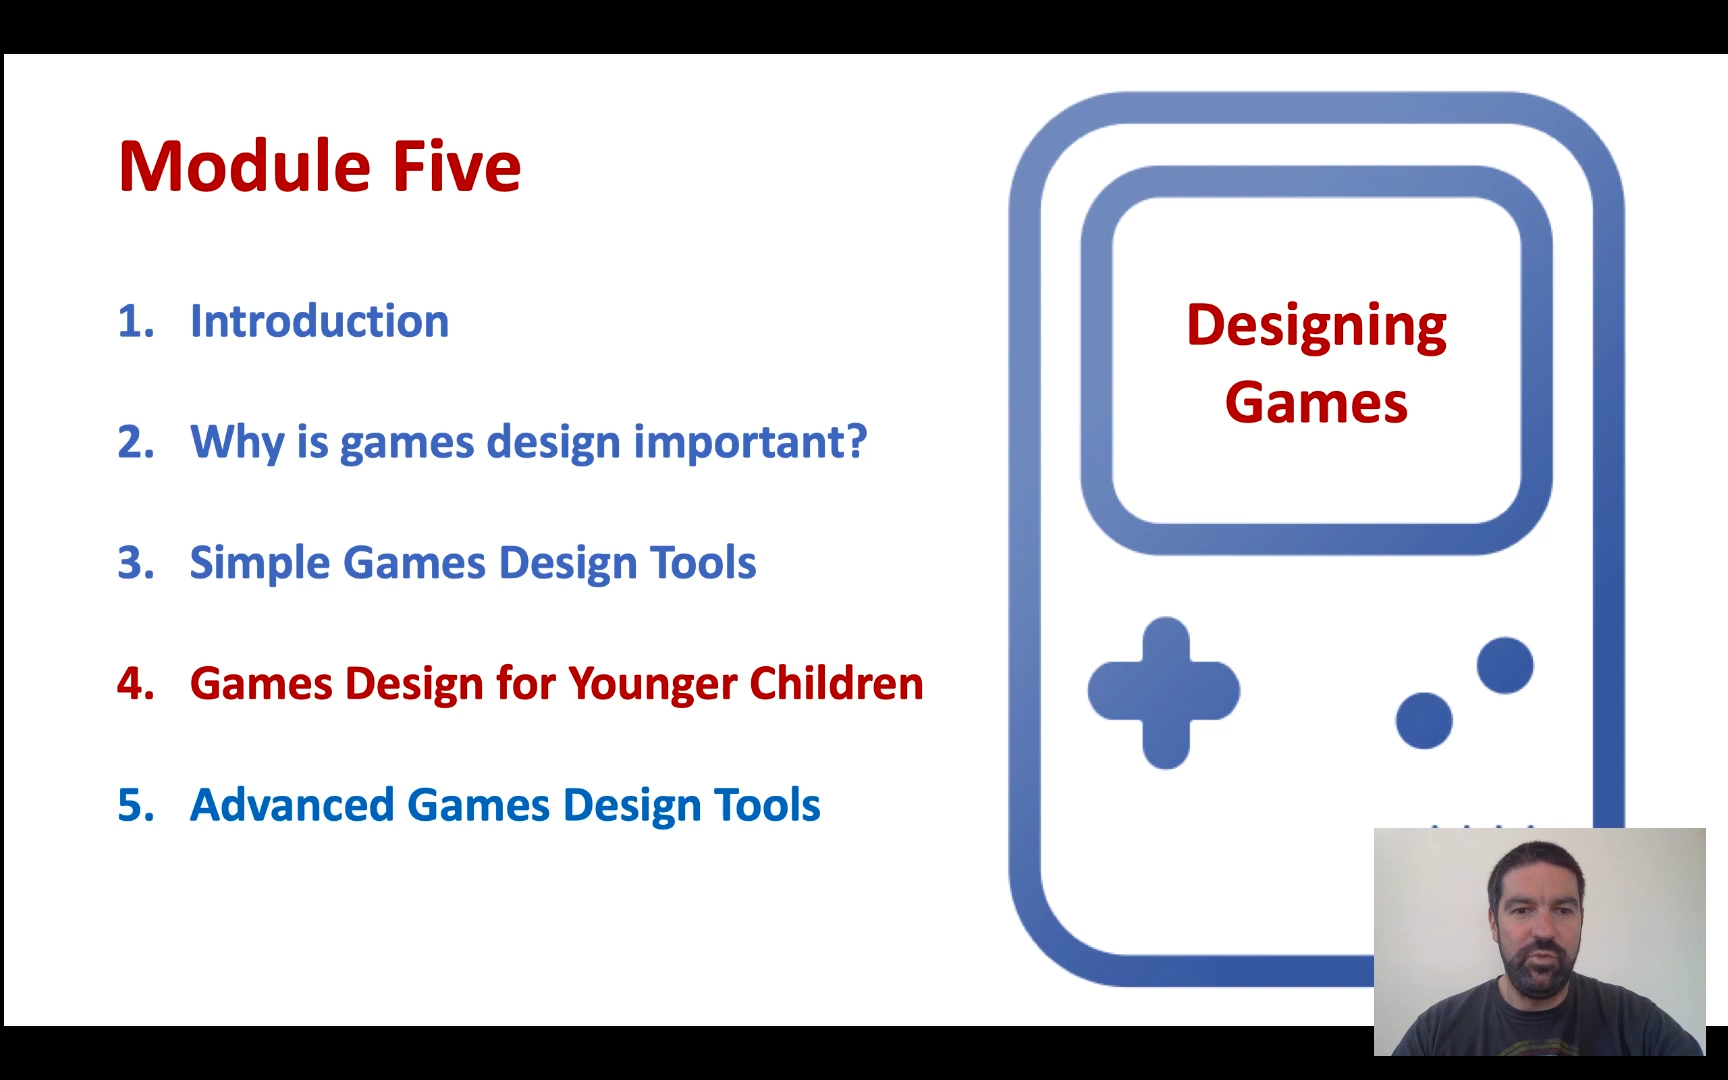 Module Five
1. Introduction
2. Why is games design important?
3. Simple Games Design Tools
4. Games Design for Younger Children
5. Advanced Games Design Tools
Designing
Games